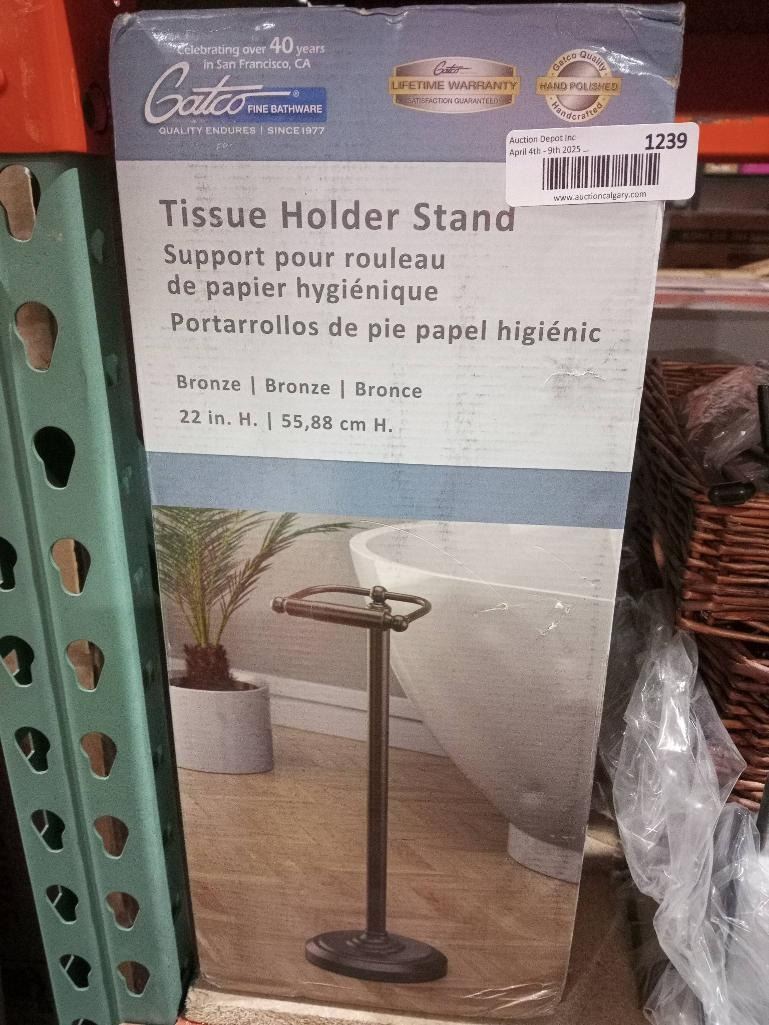 Celebrating over 40 years
in San Francisco, CA
Gatco® FINE BATHWARE
QUALITY ENDURES | SINCE 1977
Gatco
LIFETIME WARRANTY
SATISFACTION GUARANTEED
Gatco Quality
HAND POLISHED
Handcrafted
Auction Depot Inc
April 4th - 9th 2025 ...
1239
www.auctioncalgary.com
Tissue Holder Stand
Support pour rouleau
de papier hygiénique
Portarrollos de pie papel higiénic
Bronze | Bronze | Bronce
22 in. H. | 55,88 cm H.